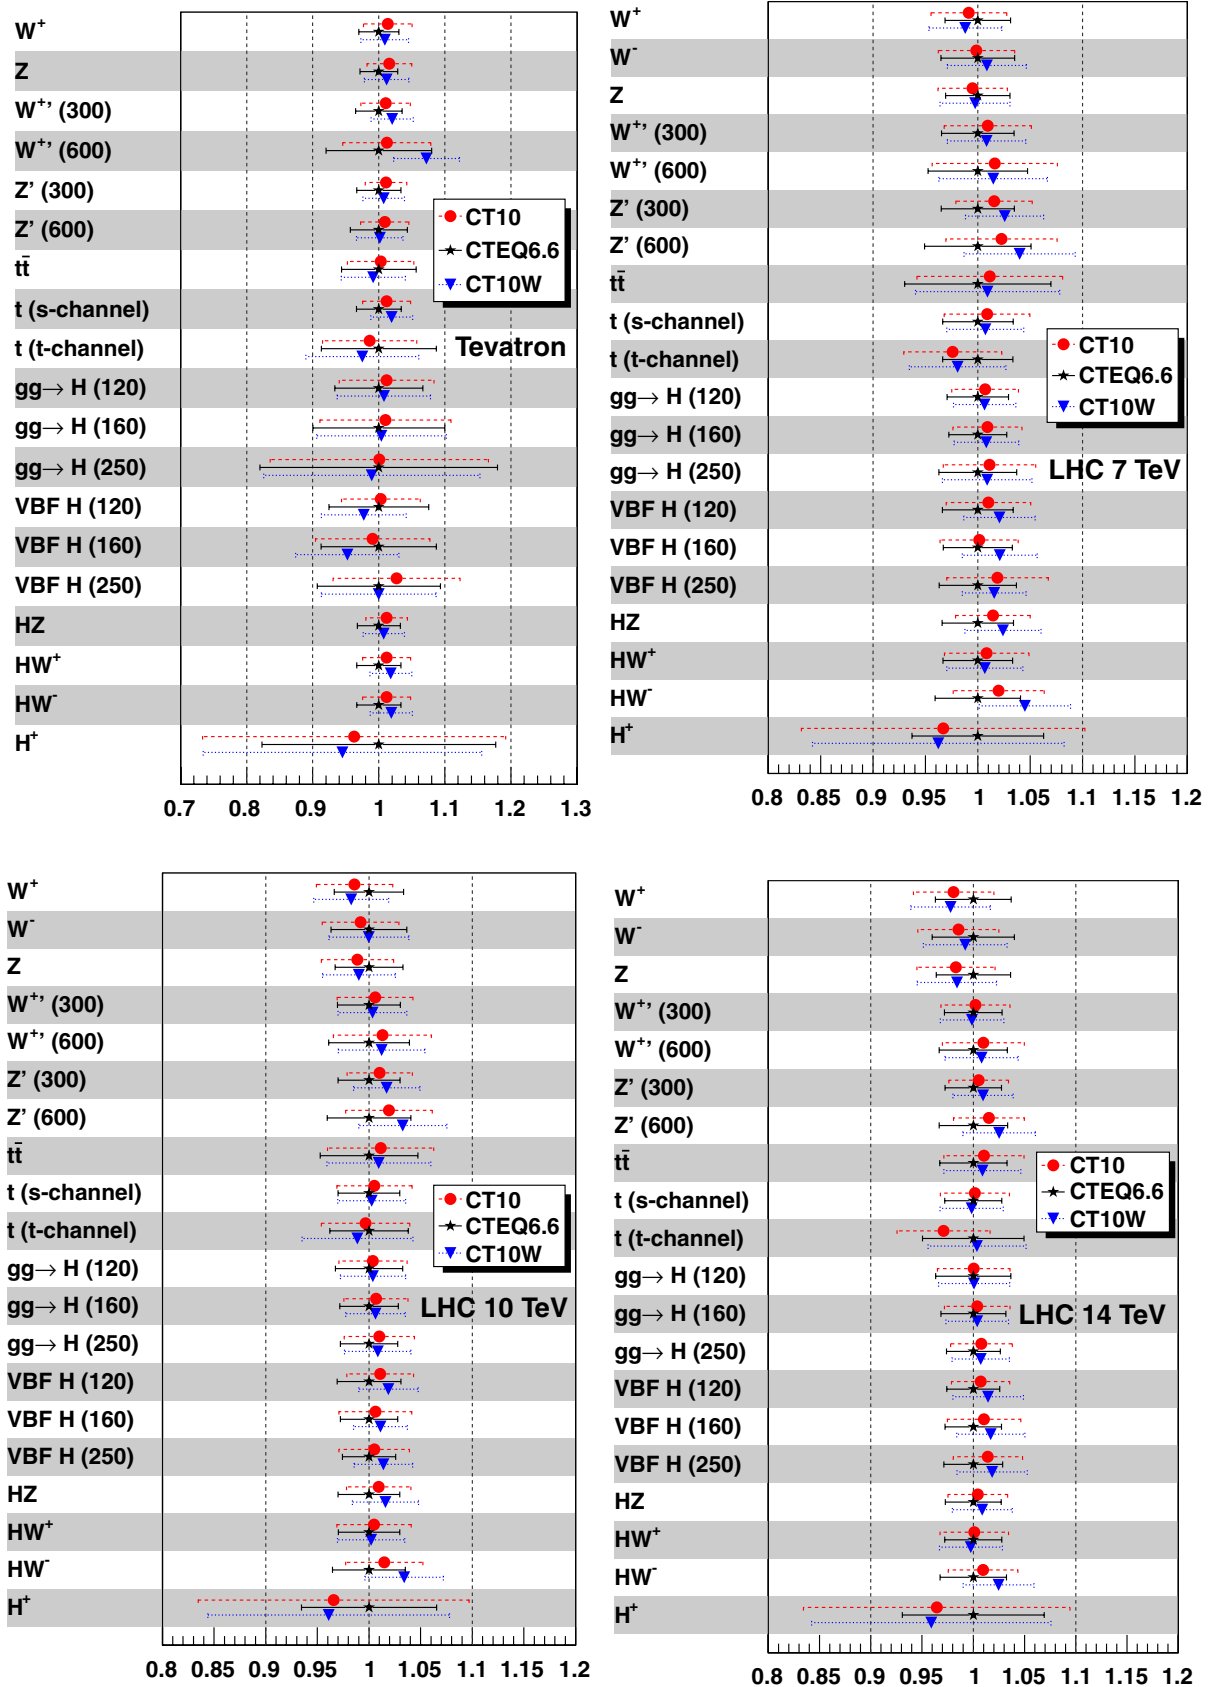 W+
Z
W+' (300)
W+' (600)
Z' (300)
Z' (600)
tt̄
t (s-channel)
t (t-channel)
gg→ H (120)
gg→ H (160)
gg→ H (250)
VBF H (120)
VBF H (160)
VBF H (250)
HZ
HW+
HW-
H+
CT10
CTEQ6.6
CT10W
Tevatron
0.7 0.8 0.9 1 1.1 1.2 1.3
W+
W-
Z
W+' (300)
W+' (600)
Z' (300)
Z' (600)
tt̄
t (s-channel)
t (t-channel)
gg→ H (120)
gg→ H (160)
gg→ H (250)
VBF H (120)
VBF H (160)
VBF H (250)
HZ
HW+
HW-
H+
CT10
CTEQ6.6
CT10W
LHC 7 TeV
0.8 0.85 0.9 0.95 1 1.05 1.1 1.15 1.2
W+
W-
Z
W+' (300)
W+' (600)
Z' (300)
Z' (600)
tt̄
t (s-channel)
t (t-channel)
gg→ H (120)
gg→ H (160)
gg→ H (250)
VBF H (120)
VBF H (160)
VBF H (250)
HZ
HW+
HW-
H+
CT10
CTEQ6.6
CT10W
LHC 10 TeV
0.8 0.85 0.9 0.95 1 1.05 1.1 1.15 1.2
W+
W-
Z
W+' (300)
W+' (600)
Z' (300)
Z' (600)
tt̄
t (s-channel)
t (t-channel)
gg→ H (120)
gg→ H (160)
gg→ H (250)
VBF H (120)
VBF H (160)
VBF H (250)
HZ
HW+
HW-
H+
CT10
CTEQ6.6
CT10W
LHC 14 TeV
0.8 0.85 0.9 0.95 1 1.05 1.1 1.15 1.2